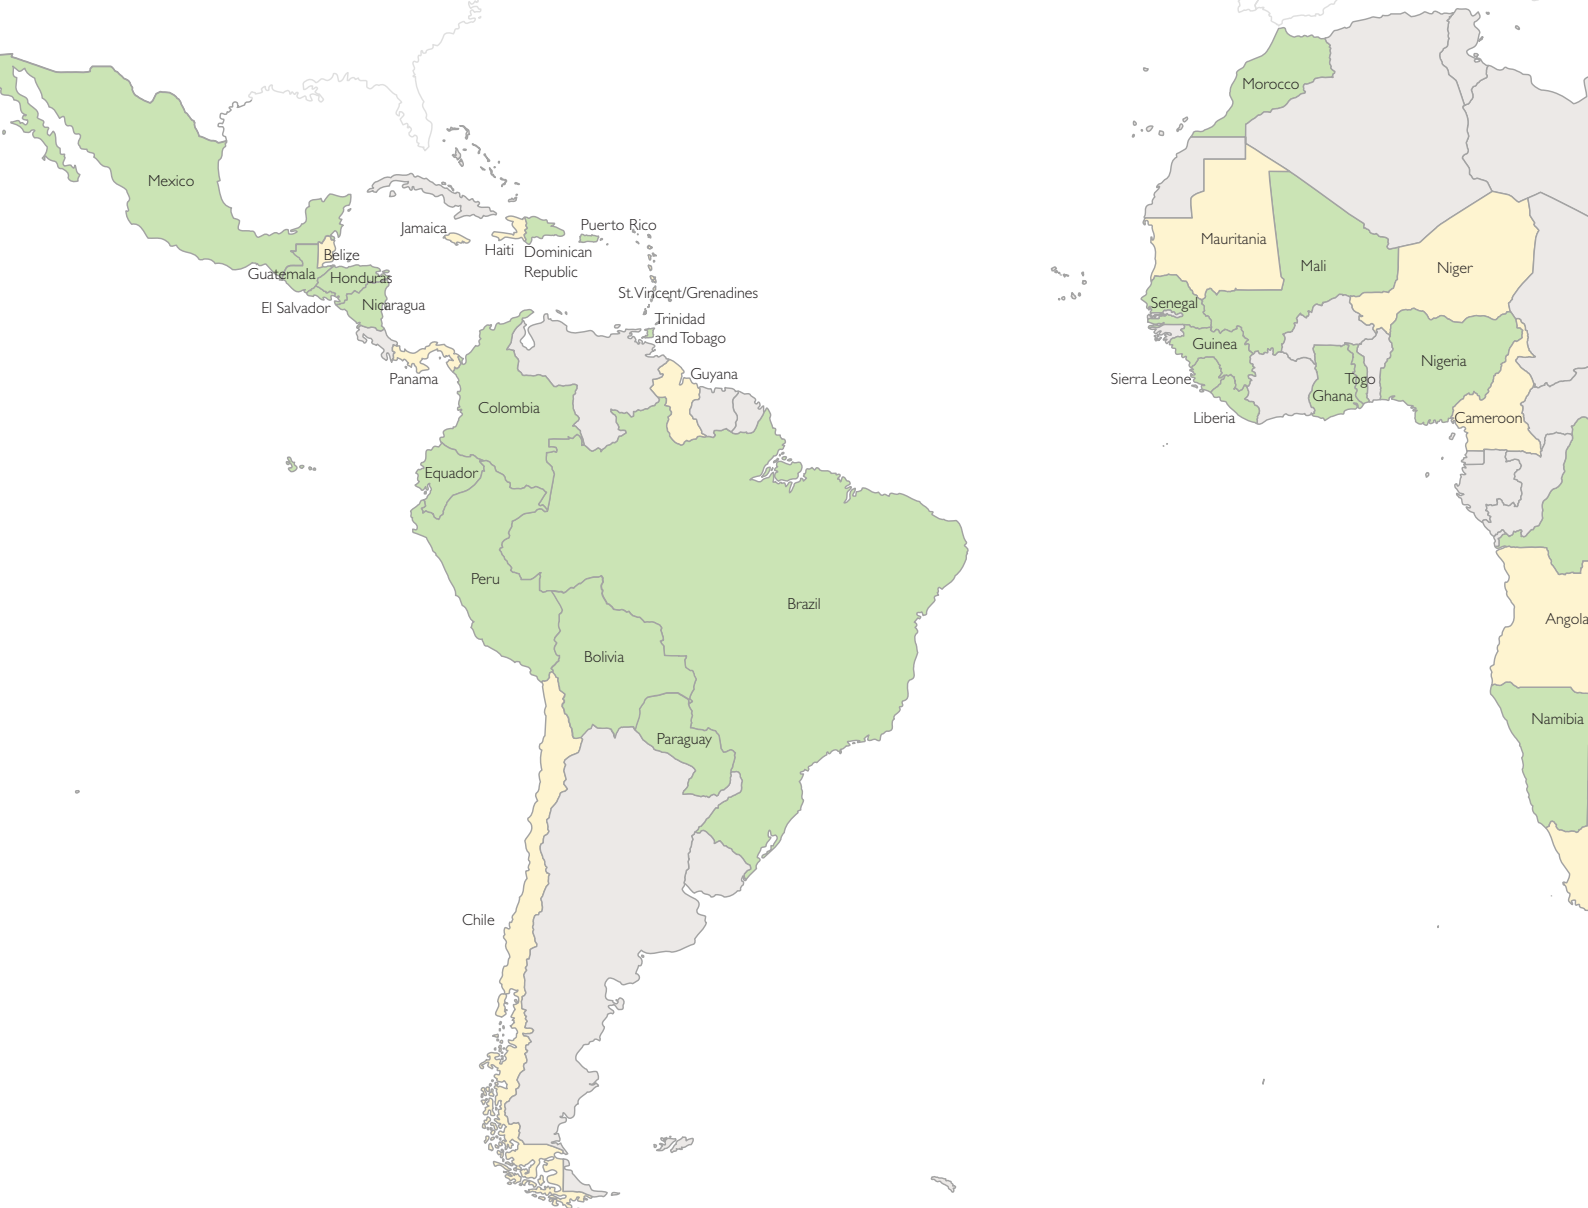 Morocco
Mexico
Jamaica
Puerto Rico
Haiti
Dominican
Republic
Belize
Mauritania
Guatemala
Honduras
Mali
Niger
El Salvador
Nicaragua
St.Vincent/Grenadines
Senegal
Trinidad
and Tobago
Guinea
Panama
Guyana
Nigeria
Sierra Leone
Togo
Ghana
Colombia
Liberia
Cameroon
Equador
Peru
Brazil
Angola
Bolivia
Namibia
Paraguay
Chile